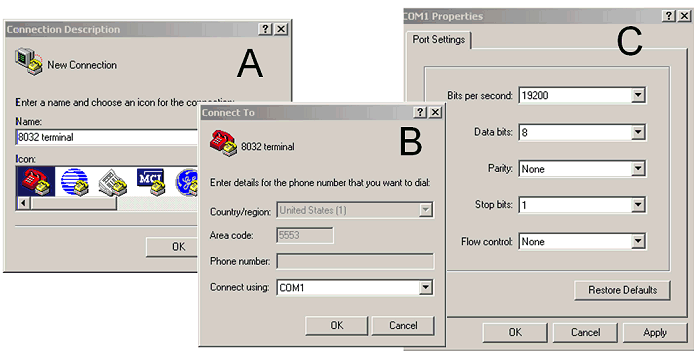 Connection Description
A
New Connection
Enter a name and choose an icon for the connection:
Name:
8032 terminal
Icon:
MCI
OK
Connect To
B
8032 terminal
Enter details for the phone number that you want to dial:
Country/region: United States (1)
Area code: 5553
Phone number:
Connect using: COM1
OK Cancel
COM1 Properties
C
Port Settings
Bits per second: 19200
Data bits: 8
Parity: None
Stop bits: 1
Flow control: None
Restore Defaults
OK Cancel Apply